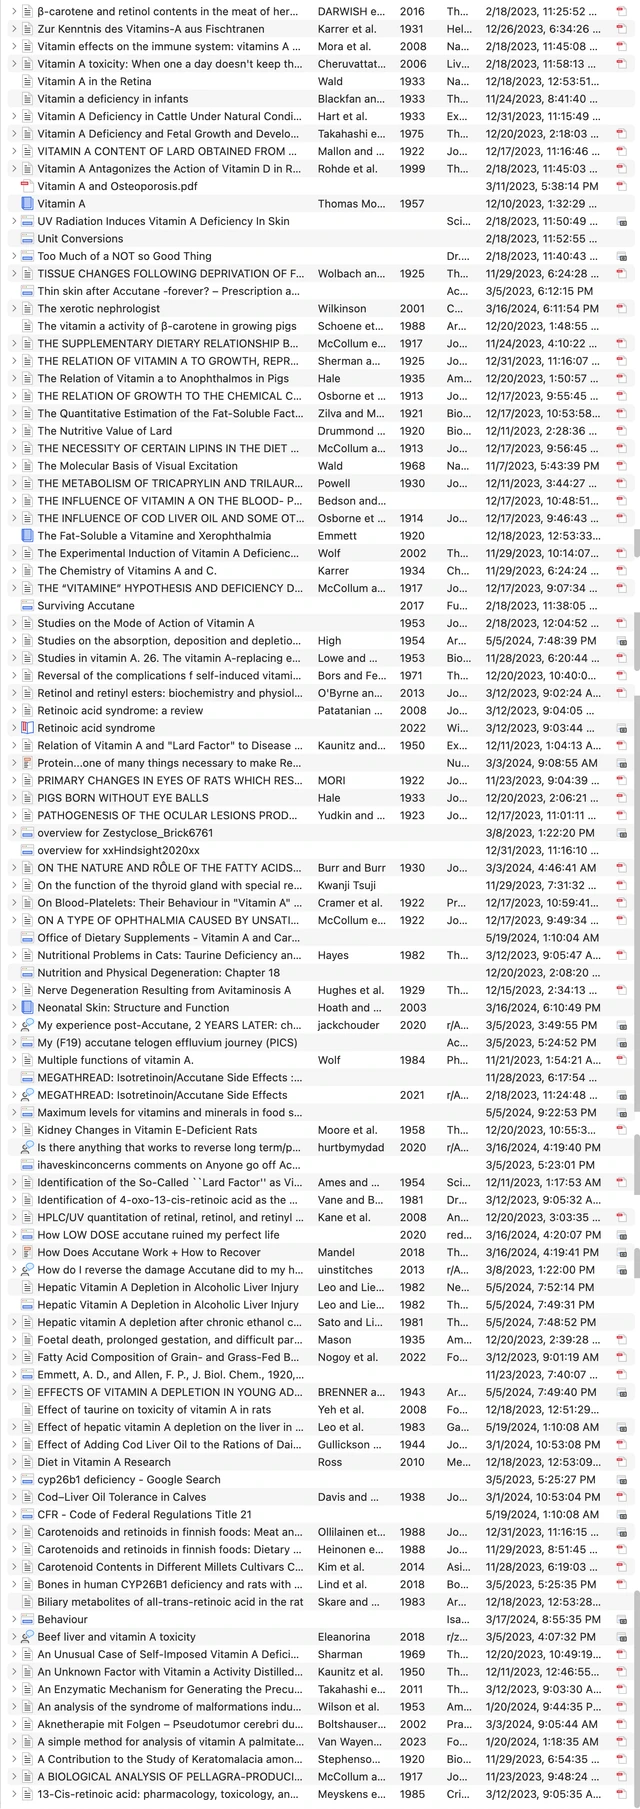 β-carotene and retinol contents in the meat of her... DARWISH e... 2016 Th... 2/18/2023, 11:25:52 ...
Zur Kenntnis des Vitamins-A aus Fischtranen Karrer et al. 1931 Hel... 12/26/2023, 6:34:26 ...
Vitamin effects on the immune system: vitamins A ... Mora et al. 2008 Na... 2/18/2023, 11:45:08 ...
Vitamin A toxicity: When one a day doesn't keep th... Cheruvattat... 2006 Liv... 2/18/2023, 11:58:13 ...
Vitamin A in the Retina Wald 1933 Na... 12/18/2023, 12:53:51...
Vitamin a deficiency in infants Blackfan an... 1933 Th... 11/24/2023, 8:41:40 ...
Vitamin A Deficiency in Cattle Under Natural Condi... Hart et al. 1933 Ex... 12/31/2023, 11:15:49 ...
Vitamin A Deficiency and Fetal Growth and Develo... Takahashi e... 1975 Th... 12/20/2023, 2:18:03 ...
VITAMIN A CONTENT OF LARD OBTAINED FROM ... Mallon and ... 1922 Jo... 12/17/2023, 11:16:46 ...
Vitamin A Antagonizes the Action of Vitamin D in R... Rohde et al. 1999 Th... 2/18/2023, 11:45:03 ...
Vitamin A and Osteoporosis.pdf 3/11/2023, 5:38:14 PM
Vitamin A Thomas Mo... 1957 12/10/2023, 1:32:29 ...
UV Radiation Induces Vitamin A Deficiency In Skin Sci... 2/18/2023, 11:50:49 ...
Unit Conversions 2/18/2023, 11:52:55 ...
Too Much of a NOT so Good Thing Dr.... 2/18/2023, 11:40:43 ...
TISSUE CHANGES FOLLOWING DEPRIVATION OF F... Wolbach an... 1925 Th... 11/29/2023, 6:24:28 ...
Thin skin after Accutane -forever? – Prescription a... Ac... 3/5/2023, 6:12:15 PM
The xerotic nephrologist Wilkinson 2001 C... 3/16/2024, 6:11:54 PM
The vitamin a activity of β-carotene in growing pigs Schoene et... 1988 Ar... 12/20/2023, 1:48:55 ...
THE SUPPLEMENTARY DIETARY RELATIONSHIP B... McCollum e... 1917 Jo... 11/24/2023, 4:10:22 ...
THE RELATION OF VITAMIN A TO GROWTH, REPR... Sherman a... 1925 Jo... 12/31/2023, 11:16:07 ...
The Relation of Vitamin a to Anophthalmos in Pigs Hale 1935 Am... 12/20/2023, 1:50:57 ...
THE RELATION OF GROWTH TO THE CHEMICAL C... Osborne et... 1913 Jo... 12/17/2023, 9:55:45 ...
The Quantitative Estimation of the Fat-Soluble Fact... Zilva and M... 1921 Bio... 12/17/2023, 10:53:58...
The Nutritive Value of Lard Drummond ... 1920 Bio... 12/11/2023, 2:28:36 ...
THE NECESSITY OF CERTAIN LIPINS IN THE DIET ... McCollum a... 1913 Jo... 12/17/2023, 9:56:45 ...
The Molecular Basis of Visual Excitation Wald 1968 Na... 11/7/2023, 5:43:39 PM
THE METABOLISM OF TRICAPRYLIN AND TRILAUR... Powell 1930 Jo... 12/11/2023, 3:44:27 ...
THE INFLUENCE OF VITAMIN A ON THE BLOOD- P... Bedson and... 12/17/2023, 10:48:51...
THE INFLUENCE OF COD LIVER OIL AND SOME OT... Osborne et... 1914 Jo... 12/17/2023, 9:46:43 ...
The Fat-Soluble a Vitamine and Xerophthalmia Emmett 1920 12/18/2023, 12:53:33...
The Experimental Induction of Vitamin A Deficienc... Wolf 2002 Th... 11/29/2023, 10:14:07...
The Chemistry of Vitamins A and C. Karrer 1934 Ch... 11/29/2023, 6:24:24 ...
THE “VITAMINE” HYPOTHESIS AND DEFICIENCY D... McCollum a... 1917 Jo... 12/17/2023, 9:07:34 ...
Surviving Accutane 2017 Fu... 2/18/2023, 11:38:05 ...
Studies on the Mode of Action of Vitamin A 1953 Jo... 2/18/2023, 12:04:52 ...
Studies on the absorption, deposition and depletio... High 1954 Ar... 5/5/2024, 7:48:39 PM
Studies in vitamin A. 26. The vitamin A-replacing e... Lowe and ... 1953 Bio... 11/28/2023, 6:20:44 ...
Reversal of the complications f self-induced vitami... Bors and Fe... 1971 Th... 12/20/2023, 10:40:0...
Retinol and retinyl esters: biochemistry and physiol... O'Byrne an... 2013 Jo... 3/12/2023, 9:02:24 A...
Retinoic acid syndrome: a review Patatanian ... 2008 Jo... 3/12/2023, 9:04:05 ...
Retinoic acid syndrome 2022 Wi... 3/12/2023, 9:03:44 ...
Relation of Vitamin A and "Lard Factor" to Disease ... Kaunitz and... 1950 Ex... 12/11/2023, 1:04:13 A...
Protein...one of many things necessary to make Re... Nu... 3/3/2024, 9:08:55 AM
PRIMARY CHANGES IN EYES OF RATS WHICH RES... MORI 1922 Jo... 11/23/2023, 9:04:39 ...
PIGS BORN WITHOUT EYE BALLS Hale 1933 Jo... 12/20/2023, 2:06:21 ...
PATHOGENESIS OF THE OCULAR LESIONS PROD... Yudkin and ... 1923 Jo... 12/17/2023, 11:01:11 ...
overview for Zestyclose_Brick6761 3/8/2023, 1:22:20 PM
overview for xxHindsight2020xx 12/31/2023, 11:16:10 ...
ON THE NATURE AND RÔLE OF THE FATTY ACIDS... Burr and Burr 1930 Jo... 3/3/2024, 4:46:41 AM
On the function of the thyroid gland with special re... Kwanji Tsuji 11/29/2023, 7:31:32 ...
On Blood-Platelets: Their Behaviour in "Vitamin A" ... Cramer et al. 1922 Pr... 12/17/2023, 10:59:41...
ON A TYPE OF OPHTHALMIA CAUSED BY UNSATI... McCollum e... 1922 Jo... 12/17/2023, 9:49:34 ...
Office of Dietary Supplements - Vitamin A and Car... 5/19/2024, 1:10:04 AM
Nutritional Problems in Cats: Taurine Deficiency an... Hayes 1982 Th... 3/12/2023, 9:05:47 A...
Nutrition and Physical Degeneration: Chapter 18 12/20/2023, 2:08:20 ...
Nerve Degeneration Resulting from Avitaminosis A Hughes et al. 1929 Th... 12/15/2023, 2:34:13 ...
Neonatal Skin: Structure and Function Hoath and ... 2003 3/16/2024, 6:10:49 PM
My experience post-Accutane, 2 YEARS LATER: ch... jackchouder 2020 r/A... 3/5/2023, 3:49:55 PM
My (F19) accutane telogen effluvium journey (PICS) Ac... 3/5/2023, 5:24:52 PM
Multiple functions of vitamin A. Wolf 1984 Ph... 11/21/2023, 1:54:21 A...
MEGATHREAD: Isotretinoin/Accutane Side Effects :... 11/28/2023, 6:17:54 ...
MEGATHREAD: Isotretinoin/Accutane Side Effects 2021 r/A... 2/18/2023, 11:24:48 ...
Maximum levels for vitamins and minerals in food s... 5/5/2024, 9:22:53 PM
Kidney Changes in Vitamin E-Deficient Rats Moore et al. 1958 Th... 12/20/2023, 10:55:3...
Is there anything that works to reverse long term/p... hurtbymydad 2020 r/A... 3/16/2024, 4:19:40 PM
ihaveskinconcerns comments on Anyone go off Ac... 3/5/2023, 5:23:01 PM
Identification of the So-Called ``Lard Factor'' as Vi... Ames and ... 1954 Sci... 12/11/2023, 1:17:53 AM
Identification of 4-oxo-13-cis-retinoic acid as the ... Vane and B... 1981 Dr... 3/12/2023, 9:05:32 A...
HPLC/UV quantitation of retinal, retinol, and retinyl ... Kane et al. 2008 An... 12/20/2023, 3:03:35 ...
How LOW DOSE accutane ruined my perfect life 2020 red... 3/16/2024, 4:20:07 PM
How Does Accutane Work + How to Recover Mandel 2018 Th... 3/16/2024, 4:19:41 PM
How do I reverse the damage Accutane did to my h... uinstitches 2013 r/A... 3/8/2023, 1:22:00 PM
Hepatic Vitamin A Depletion in Alcoholic Liver Injury Leo and Lie... 1982 Ne... 5/5/2024, 7:52:14 PM
Hepatic Vitamin A Depletion in Alcoholic Liver Injury Leo and Lie... 1982 Th... 5/5/2024, 7:49:31 PM
Hepatic vitamin A depletion after chronic ethanol c... Sato and Li... 1981 Th... 5/5/2024, 7:48:52 PM
Foetal death, prolonged gestation, and difficult par... Mason 1935 Am... 12/20/2023, 2:39:28 ...
Fatty Acid Composition of Grain- and Grass-Fed B... Nogoy et al. 2022 Fo... 3/12/2023, 9:01:19 AM
Emmett, A. D., and Allen, F. P., J. Biol. Chem., 1920,... 11/23/2023, 7:40:07 ...
EFFECTS OF VITAMIN A DEPLETION IN YOUNG AD... BRENNER a... 1943 Ar... 5/5/2024, 7:49:40 PM
Effect of taurine on toxicity of vitamin A in rats Yeh et al. 2008 Fo... 12/18/2023, 12:51:29...
Effect of hepatic vitamin A depletion on the liver in ... Leo et al. 1983 Ga... 5/19/2024, 1:10:08 AM
Effect of Adding Cod Liver Oil to the Rations of Dai... Gullickson ... 1944 Jo... 3/1/2024, 10:53:08 PM
Diet in Vitamin A Research Ross 2010 Me... 12/18/2023, 12:53:09...
cyp26b1 deficiency - Google Search 3/5/2023, 5:25:27 PM
Cod–Liver Oil Tolerance in Calves Davis and ... 1938 Jo... 3/1/2024, 10:53:04 PM
CFR - Code of Federal Regulations Title 21 5/19/2024, 1:10:08 AM
Carotenoids and retinoids in finnish foods: Meat an... Ollilainen et... 1988 Jo... 12/31/2023, 11:16:15 ...
Carotenoids and retinoids in finnish foods: Dietary ... Heinonen e... 1988 Jo... 11/29/2023, 8:51:45 ...
Carotenoid Contents in Different Millets Cultivars C... Kim et al. 2014 Asi... 11/28/2023, 6:19:03 ...
Bones in human CYP26B1 deficiency and rats with ... Lind et al. 2018 Bo... 3/5/2023, 5:25:35 PM
Biliary metabolites of all-trans-retinoic acid in the rat Skare and ... 1983 Ar... 12/18/2023, 12:53:28...
Behaviour Isa... 3/17/2024, 8:55:35 PM
Beef liver and vitamin A toxicity Eleanorina 2018 r/z... 3/5/2023, 4:07:32 PM
An Unusual Case of Self-Imposed Vitamin A Defici... Sharman 1969 Th... 12/20/2023, 10:49:19...
An Unknown Factor with Vitamin a Activity Distilled... Kaunitz et al. 1950 Th... 12/11/2023, 12:46:55...
An Enzymatic Mechanism for Generating the Precu... Takahashi e... 2011 Th... 3/12/2023, 9:03:30 A...
An analysis of the syndrome of malformations indu... Wilson et al. 1953 Am... 1/20/2024, 9:44:35 P...
Aknetherapie mit Folgen – Pseudotumor cerebri du... Boltshauser... 2002 Pra... 3/3/2024, 9:05:44 AM
A simple method for analysis of vitamin A palmitate... Van Wayen... 2023 Fo... 1/20/2024, 1:18:35 AM
A Contribution to the Study of Keratomalacia amon... Stephenso... 1920 Bio... 11/29/2023, 6:54:35 ...
A BIOLOGICAL ANALYSIS OF PELLAGRA-PRODUCI... McCollum a... 1917 Jo... 11/23/2023, 9:48:24 ...
13-Cis-retinoic acid: pharmacology, toxicology, an... Meyskens e... 1985 Cri... 3/12/2023, 9:05:35 A...